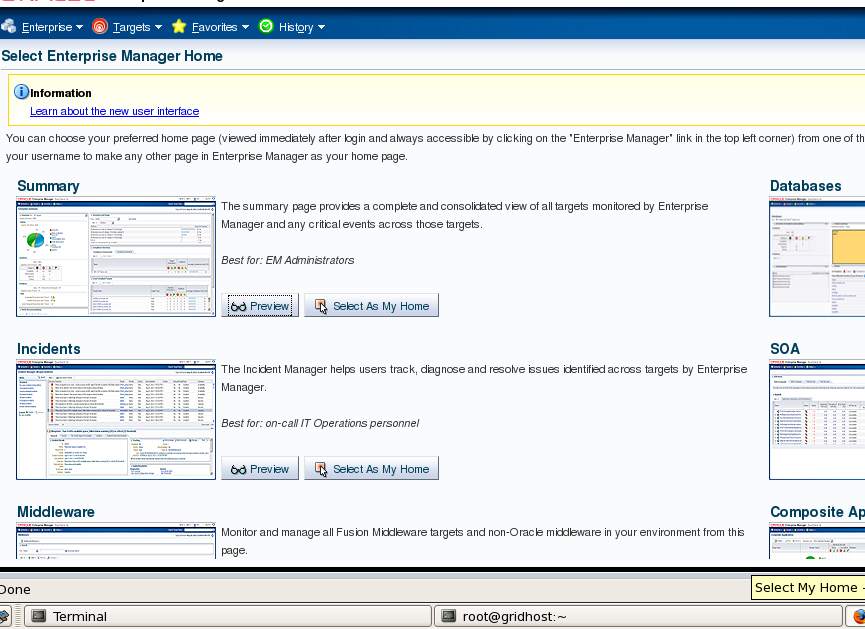 Enterprise Targets Favorites History
Select Enterprise Manager Home
Information
Learn about the new user interface
You can choose your preferred home page (viewed immediately after login and always accessible by clicking on the "Enterprise Manager" link in the top left corner) from one of th
your username to make any other page in Enterprise Manager as your home page.
Summary
The summary page provides a complete and consolidated view of all targets monitored by Enterprise
Manager and any critical events across those targets.
Best for: EM Administrators
Preview Select As My Home
Databases
Incidents
The Incident Manager helps users track, diagnose and resolve issues identified across targets by Enterprise
Manager.
Best for: on-call IT Operations personnel
Preview Select As My Home
SOA
Middleware
Monitor and manage all Fusion Middleware targets and non-Oracle middleware in your environment from this
page.
Composite Ap
Done
Select My Home -
Terminal
root@gridhost:~